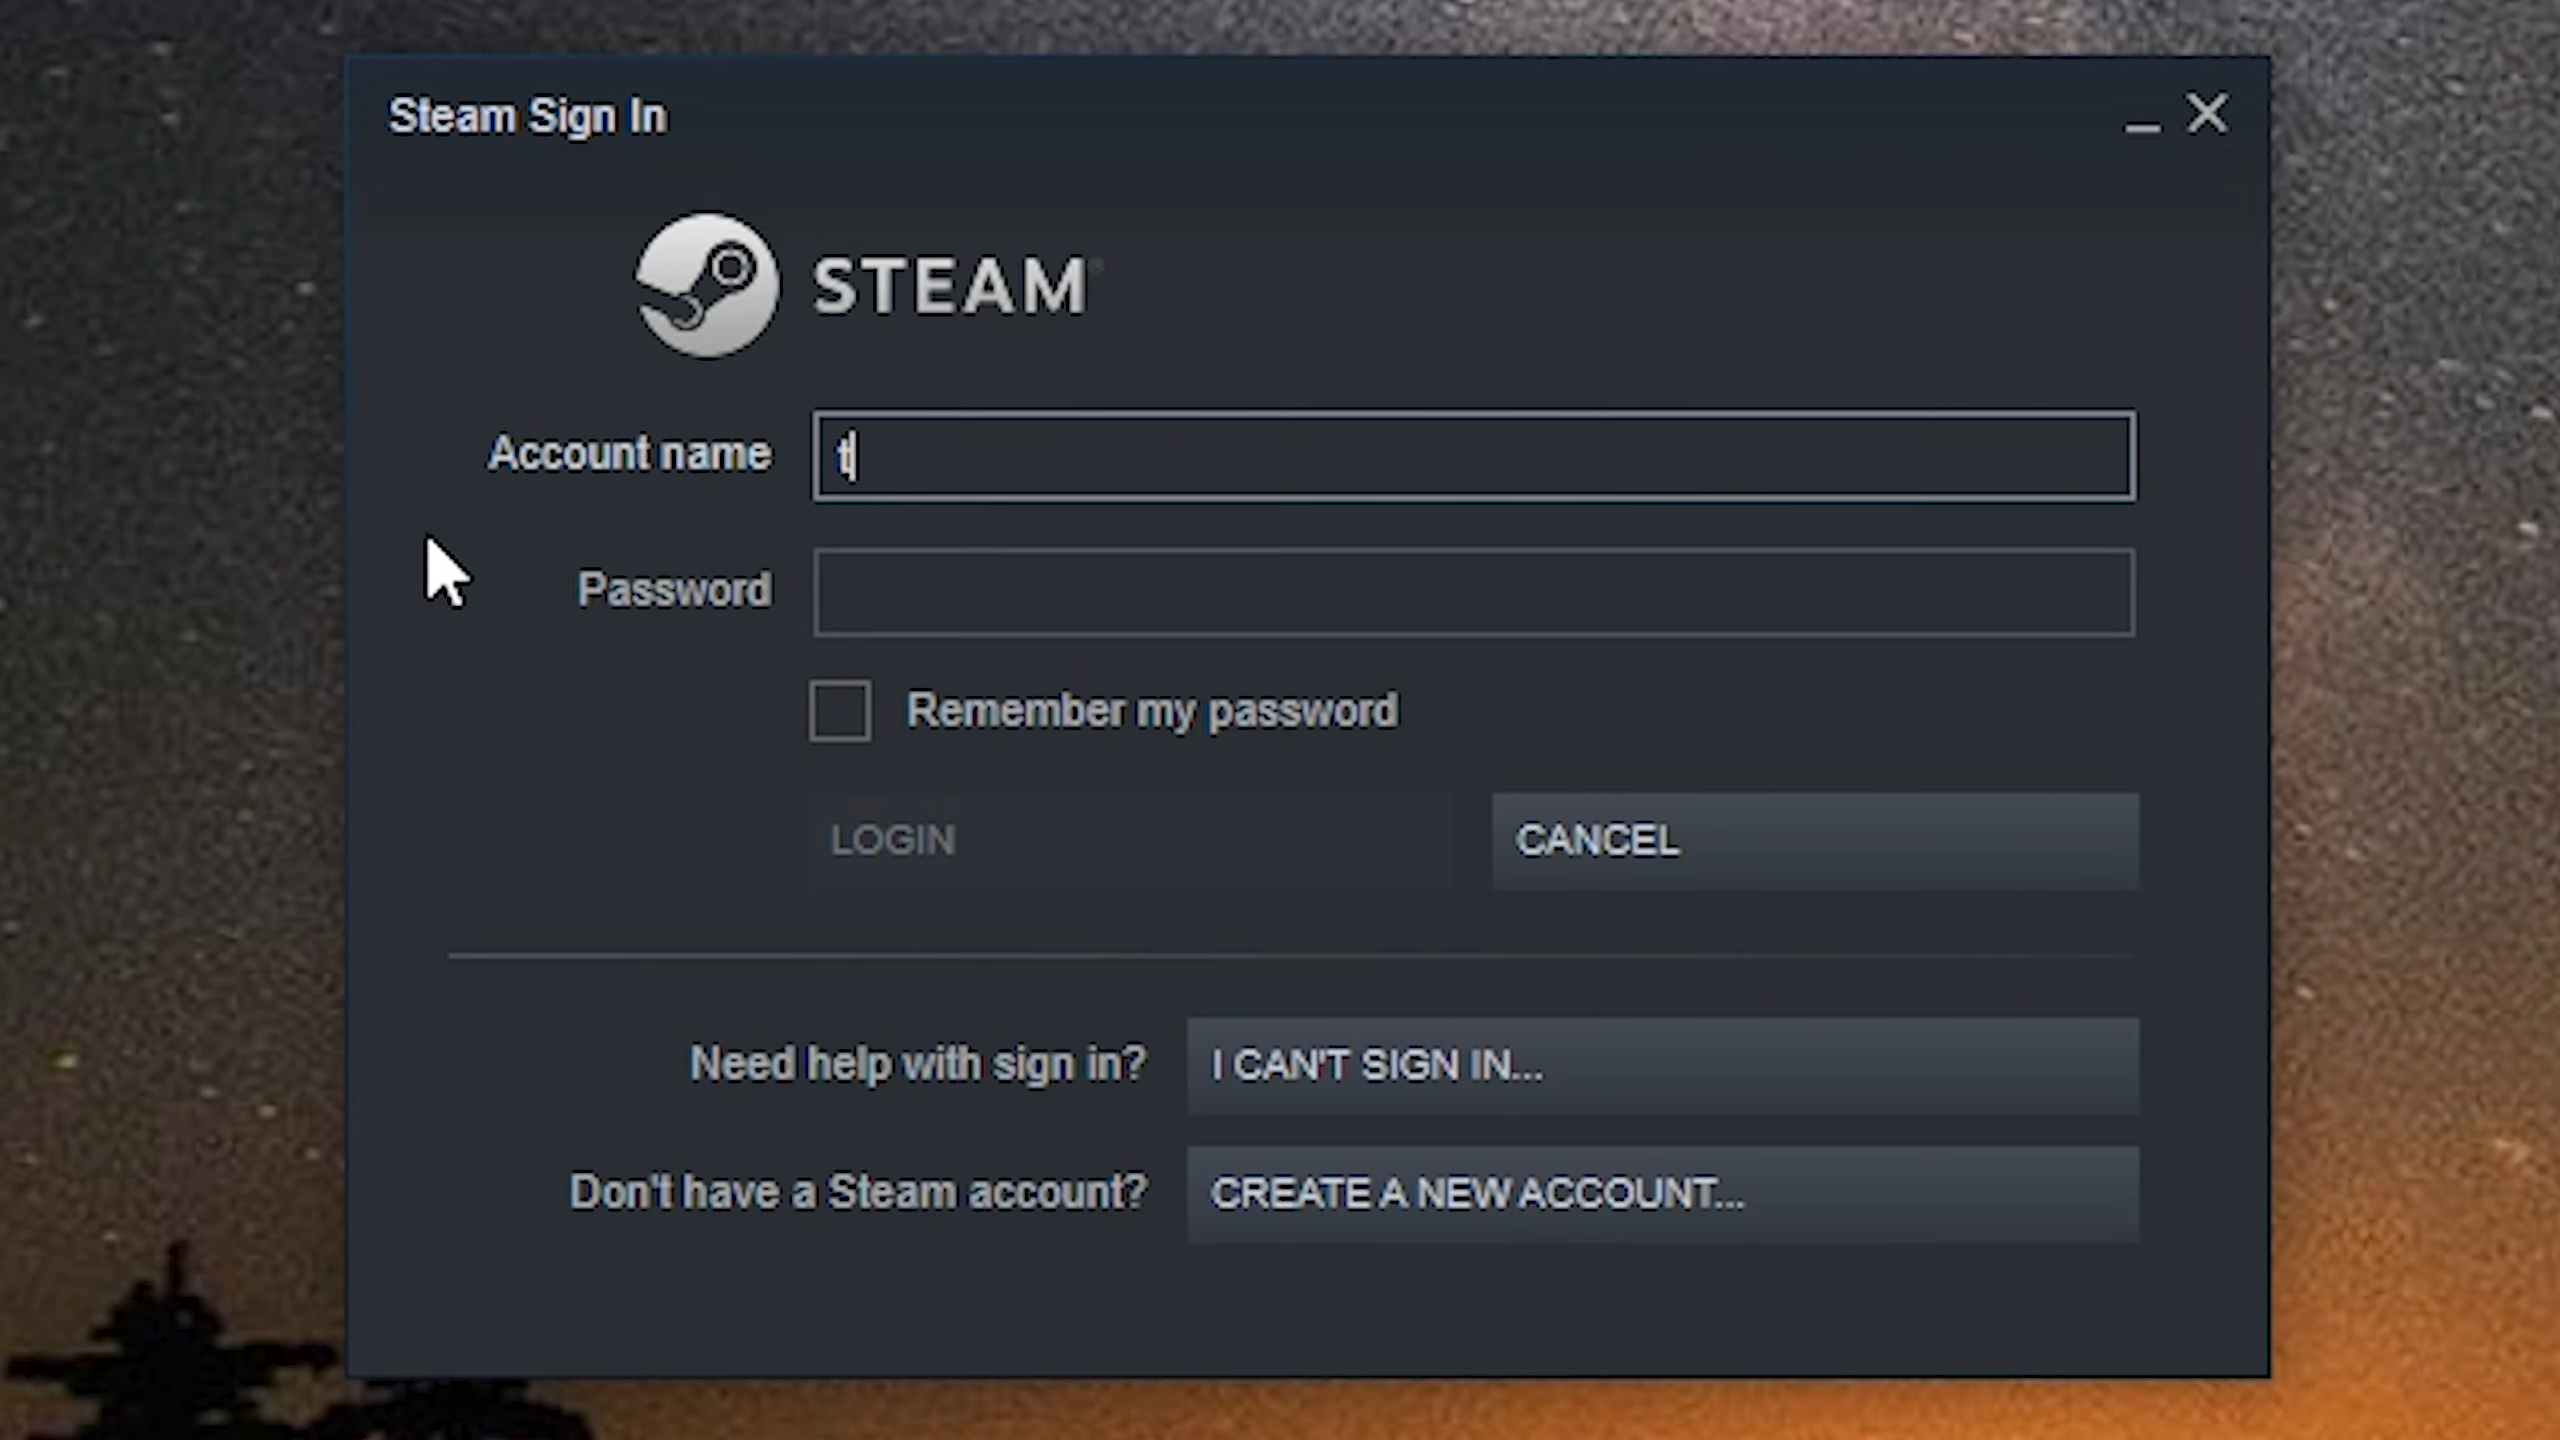 Steam Sign In
STEAM
Account name
t
Password
Remember my password
LOGIN
CANCEL
Need help with sign in?
I CAN'T SIGN IN...
Don't have a Steam account?
CREATE A NEW ACCOUNT...